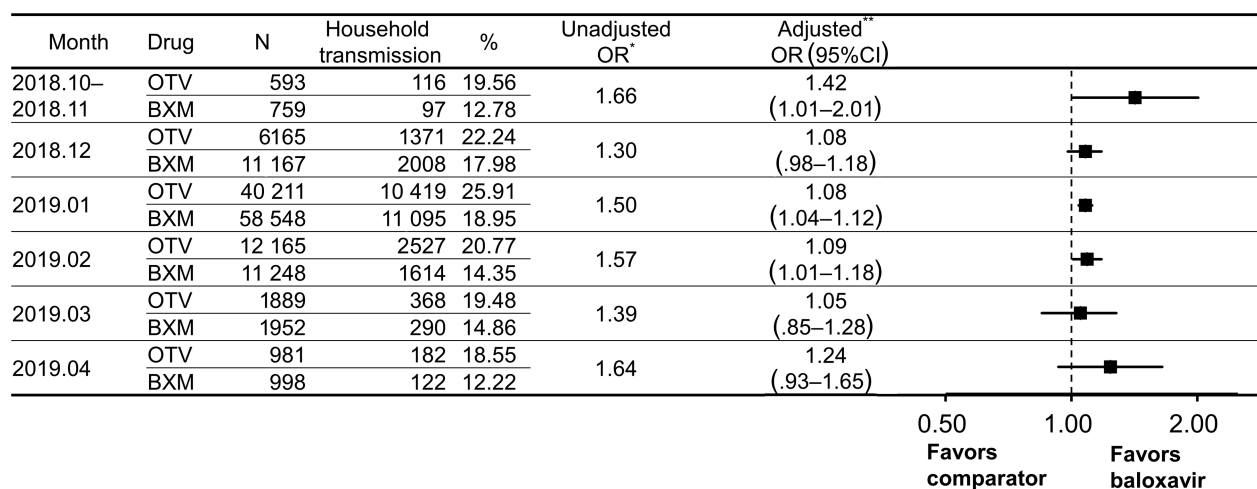 Month Drug N Household transmission % Unadjusted OR* Adjusted** OR (95%CI)
2018.10–2018.11 OTV 593 116 19.56 1.66 1.42 (1.01–2.01)
BXM 759 97 12.78
2018.12 OTV 6165 1371 22.24 1.30 1.08 (.98–1.18)
BXM 11 167 2008 17.98
2019.01 OTV 40 211 10 419 25.91 1.50 1.08 (1.04–1.12)
BXM 58 548 11 095 18.95
2019.02 OTV 12 165 2527 20.77 1.57 1.09 (1.01–1.18)
BXM 11 248 1614 14.35
2019.03 OTV 1889 368 19.48 1.39 1.05 (.85–1.28)
BXM 1952 290 14.86
2019.04 OTV 981 182 18.55 1.64 1.24 (.93–1.65)
BXM 998 122 12.22
0.50 1.00 2.00
Favors comparator
Favors baloxavir